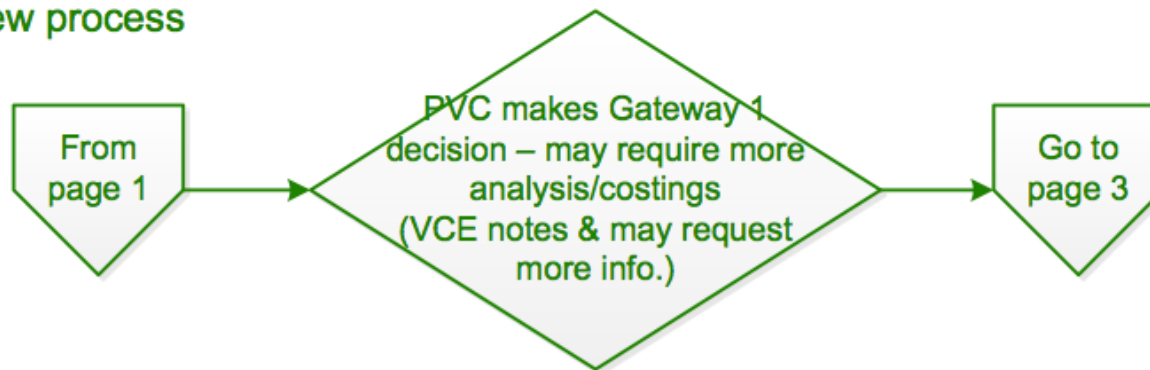 ew process
From
page 1
PVC makes Gateway 1
decision – may require more
analysis/costings
(VCE notes & may request
more info.)
Go to
page 3